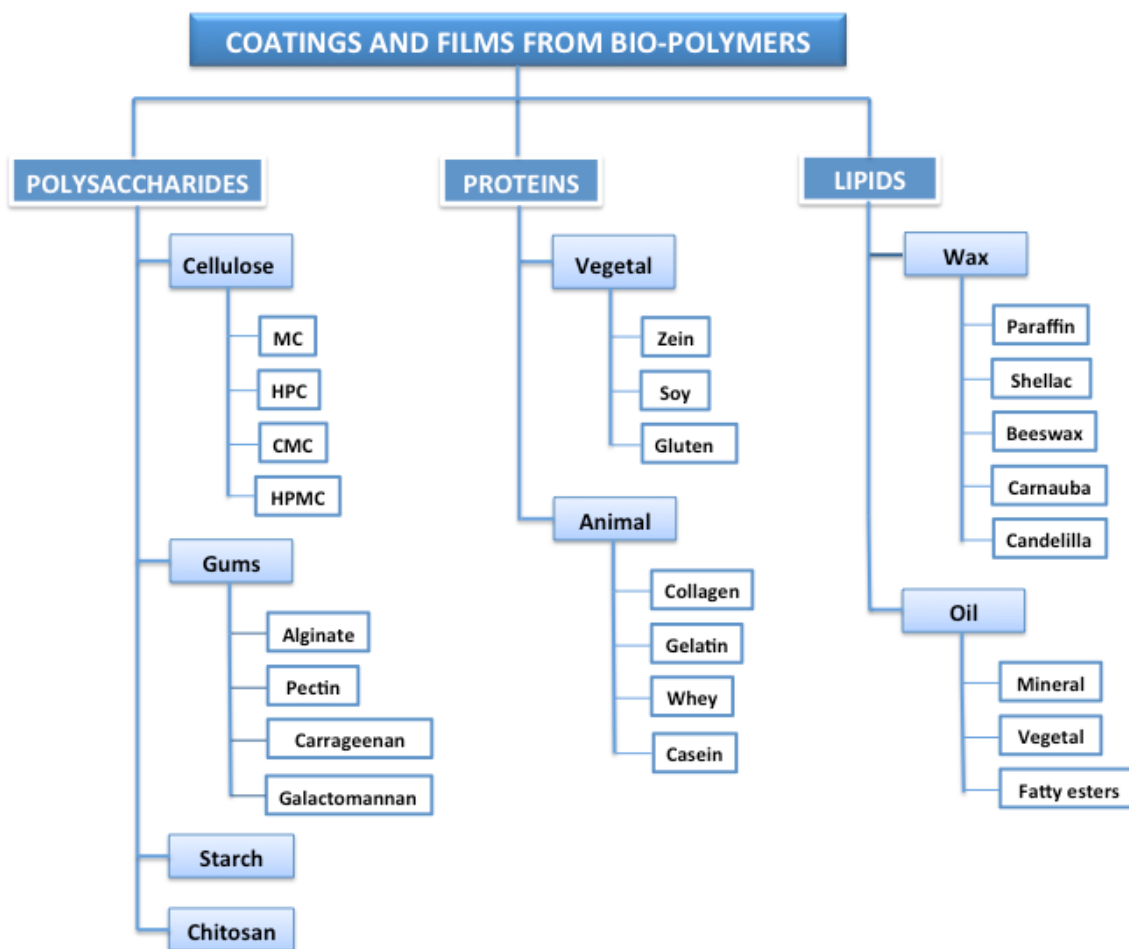 COATINGS AND FILMS FROM BIO-POLYMERS
POLYSACCHARIDES
Cellulose
MC
HPC
CMC
HPMC
Gums
Alginate
Pectin
Carrageenan
Galactomannan
Starch
Chitosan
PROTEINS
Vegetal
Zein
Soy
Gluten
Animal
Collagen
Gelatin
Whey
Casein
LIPIDS
Wax
Paraffin
Shellac
Beeswax
Carnauba
Candelilla
Oil
Mineral
Vegetal
Fatty esters